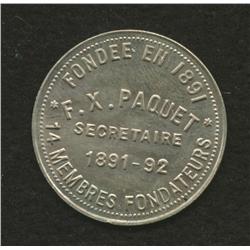 FONDEE EN 1891
F. X. PAQUET
SECRETAIRE
1891-92
* 14 MEMBRES FONDATEURS *